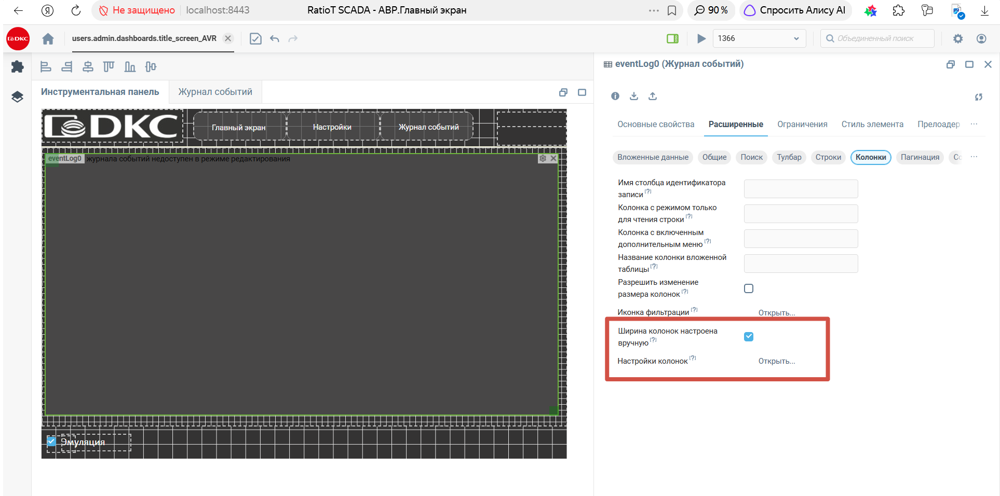 Не защищено
localhost:8443
RatioT SCADA - АВР.Главный экран
90 %
Спросить Алису AI
DKC
users.admin.dashboards.title_screen_AVR
1366
Объединенный поиск
Инструментальная панель
Журнал событий
DKC
Главный экран
Настройки
Журнал событий
eventLog0
журнала событий недоступен в режиме редактирования
Эмуляция
eventLog0 (Журнал событий)
Основные свойства
Расширенные
Ограничения
Стиль элемента
Прелоадер
Вложенные данные
Общие
Поиск
Тулбар
Строки
Колонки
Пагинация
Имя столбца идентификатора
записи [?]
Колонка с режимом только
для чтения строки [?]
Колонка с включенным
дополнительным меню [?]
Название колонки вложенной
таблицы [?]
Разрешить изменение
размера колонок [?]
Иконка фильтрации [?]
Открыть...
Ширина колонок настроена
вручную [?]
Настройки колонок [?]
Открыть...